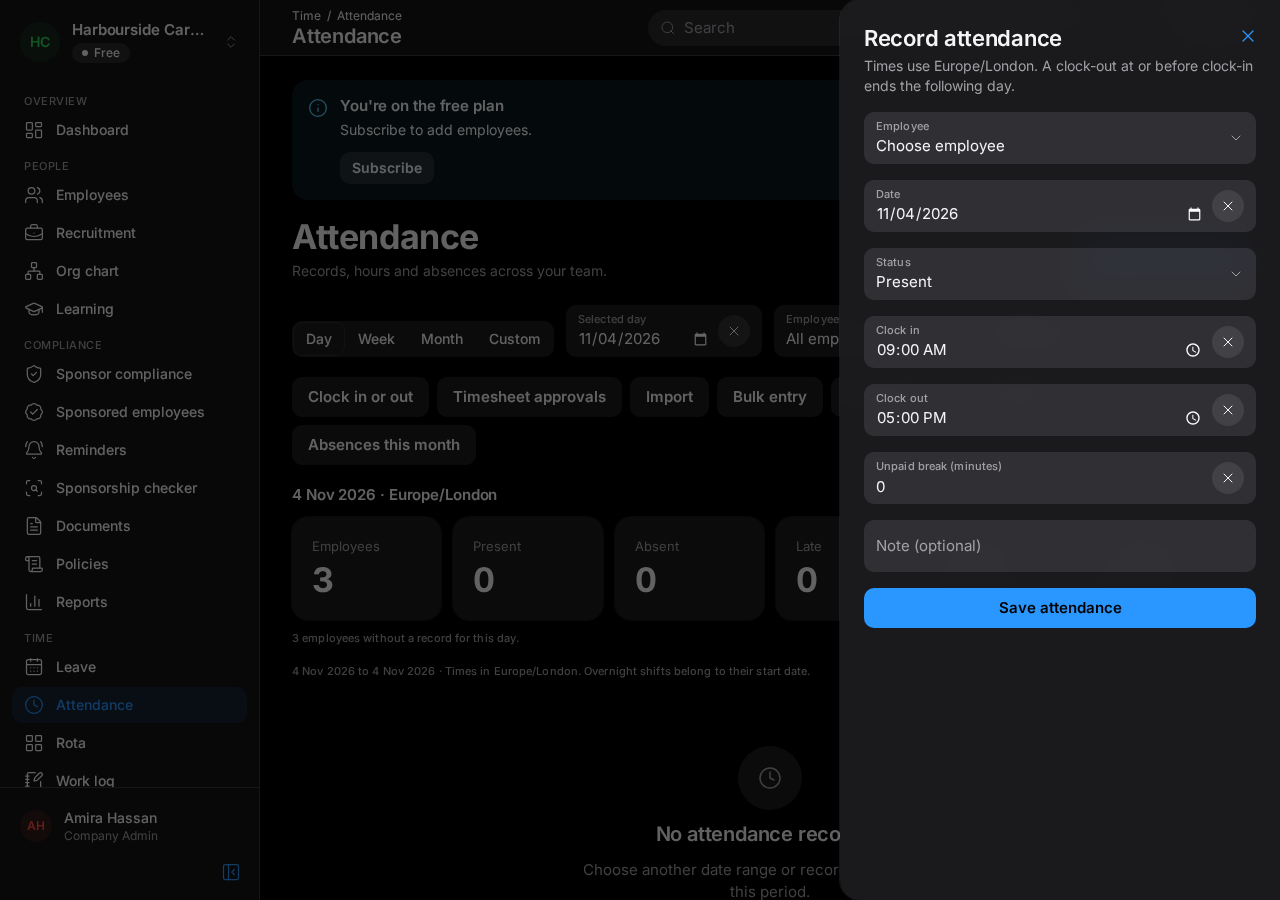 HC
Harbourside Car...
Free
OVERVIEW
Dashboard
PEOPLE
Employees
Recruitment
Org chart
Learning
COMPLIANCE
Sponsor compliance
Sponsored employees
Reminders
Sponsorship checker
Documents
Policies
Reports
TIME
Leave
Attendance
Rota
Work log
AH
Amira Hassan
Company Admin
Time / Attendance
Attendance
Search
You're on the free plan
Subscribe to add employees.
Subscribe
Attendance
Records, hours and absences across your team.
Day Week Month Custom
Selected day
11/04/2026
Employee
All emp
Clock in or out
Timesheet approvals
Import
Bulk entry
Absences this month
4 Nov 2026 · Europe/London
Employees
3
Present
0
Absent
0
Late
0
3 employees without a record for this day.
4 Nov 2026 to 4 Nov 2026 · Times in Europe/London. Overnight shifts belong to their start date.
No attendance reco
Choose another date range or recor
this period.
Record attendance
Times use Europe/London. A clock-out at or before clock-in
ends the following day.
Employee
Choose employee
Date
11/04/2026
Status
Present
Clock in
09:00 AM
Clock out
05:00 PM
Unpaid break (minutes)
0
Note (optional)
Save attendance